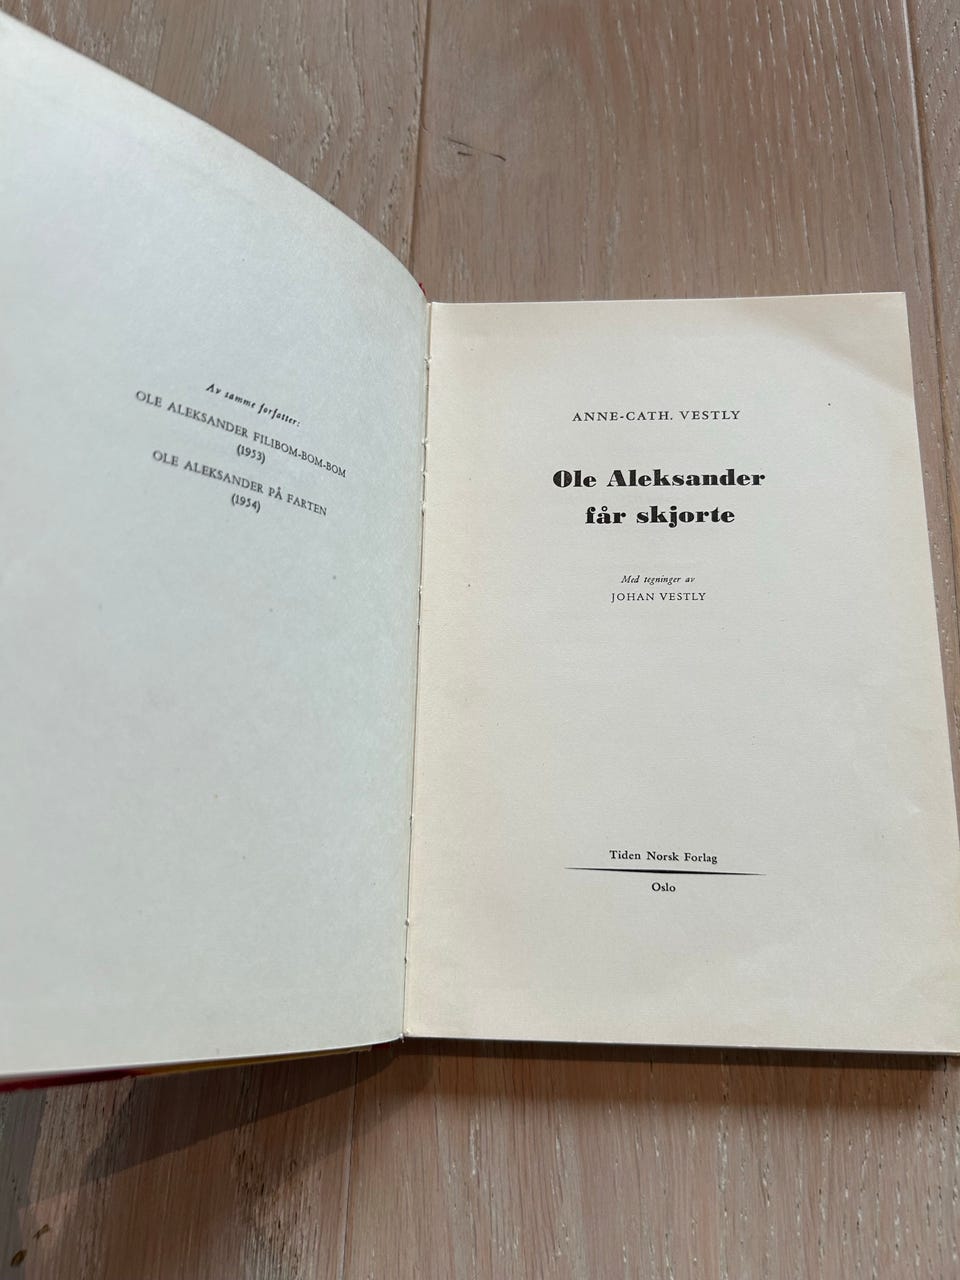 Av samme forfatter:
OLE ALEKSANDER FILIBOM-BOM-BOM
(1953)
OLE ALEKSANDER PÅ FARTEN
(1954)
ANNE-CATH. VESTLY
Ole Aleksander
får skjorte
Med tegninger av
JOHAN VESTLY
Tiden Norsk Forlag
Oslo